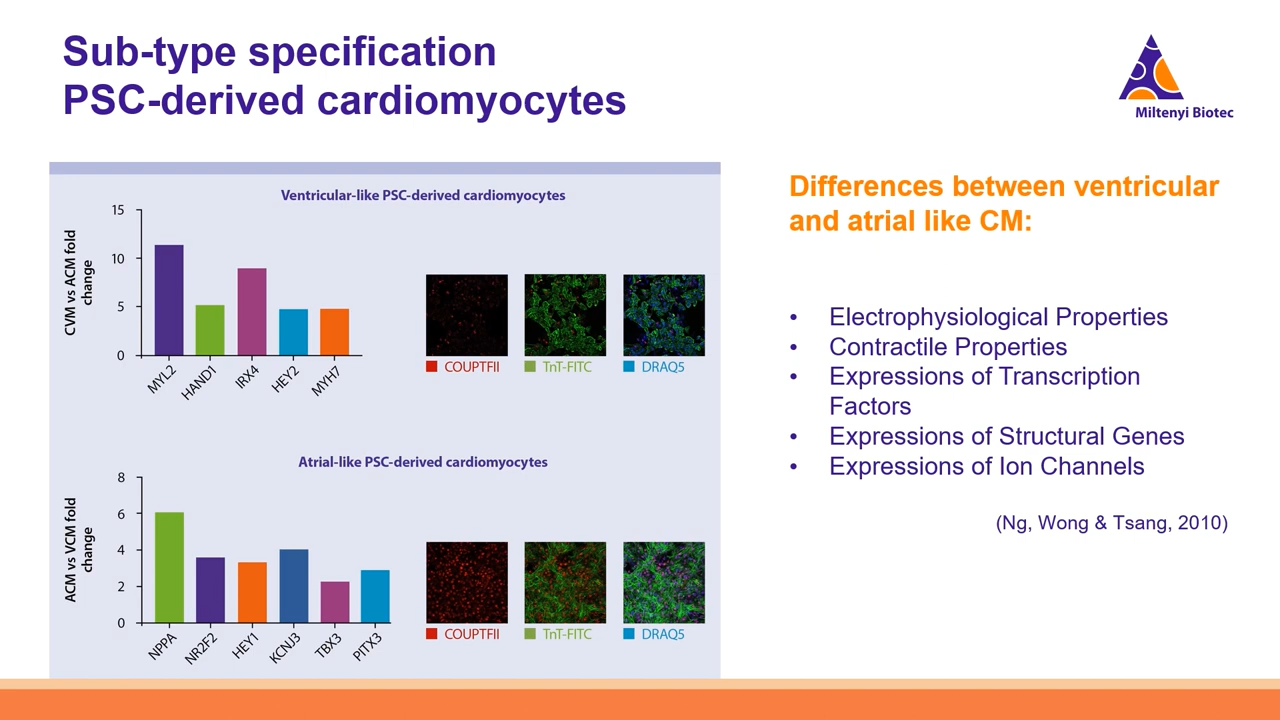 Sub-type specification
PSC-derived cardiomyocytes
Miltenyi Biotec
Ventricular-like PSC-derived cardiomyocytes
CVM vs ACM fold
change
15
10
5
0
MYL2
HAND1
IRX4
HEY2
MYH7
COUPTFII
TnT-FITC
DRAQ5
Atrial-like PSC-derived cardiomyocytes
ACM vs VCM fold
change
8
6
4
2
0
NPPA
NR2F2
HEY1
KCNJ3
TBX3
PITX3
COUPTFII
TnT-FITC
DRAQ5
Differences between ventricular
and atrial like CM:
• Electrophysiological Properties
• Contractile Properties
• Expressions of Transcription
Factors
• Expressions of Structural Genes
• Expressions of Ion Channels
(Ng, Wong & Tsang, 2010)